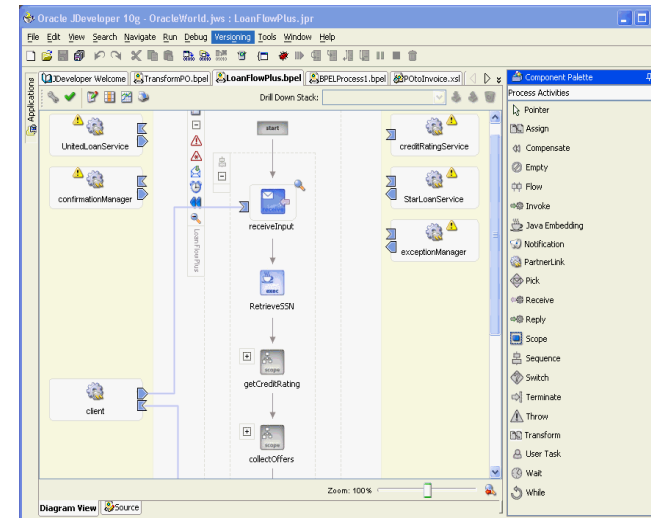 Oracle JDeveloper 10g - OracleWorld.jws : LoanFlowPlus.jpr
File Edit View Search Navigate Run Debug Versioning Tools Window Help
JDeveloper Welcome TransformPO.bpel LoanFlowPlus.bpel BPELProcess1.bpel POtoInvoice.xsl
Component Palette
Applications
Drill Down Stack:
Process Activities
Pointer
Assign
Compensate
Empty
Flow
Invoke
Java Embedding
Notification
PartnerLink
Pick
Receive
Reply
Scope
Sequence
Switch
Terminate
Throw
Transform
User Task
Wait
While
start
UnitedLoanService
creditRatingService
confirmationManager
StarLoanService
receiveInput
exceptionManager
LoanFlowPlus
RetrieveSSN
scope
getCreditRating
client
scope
collectOffers
Zoom: 100%
Diagram View Source